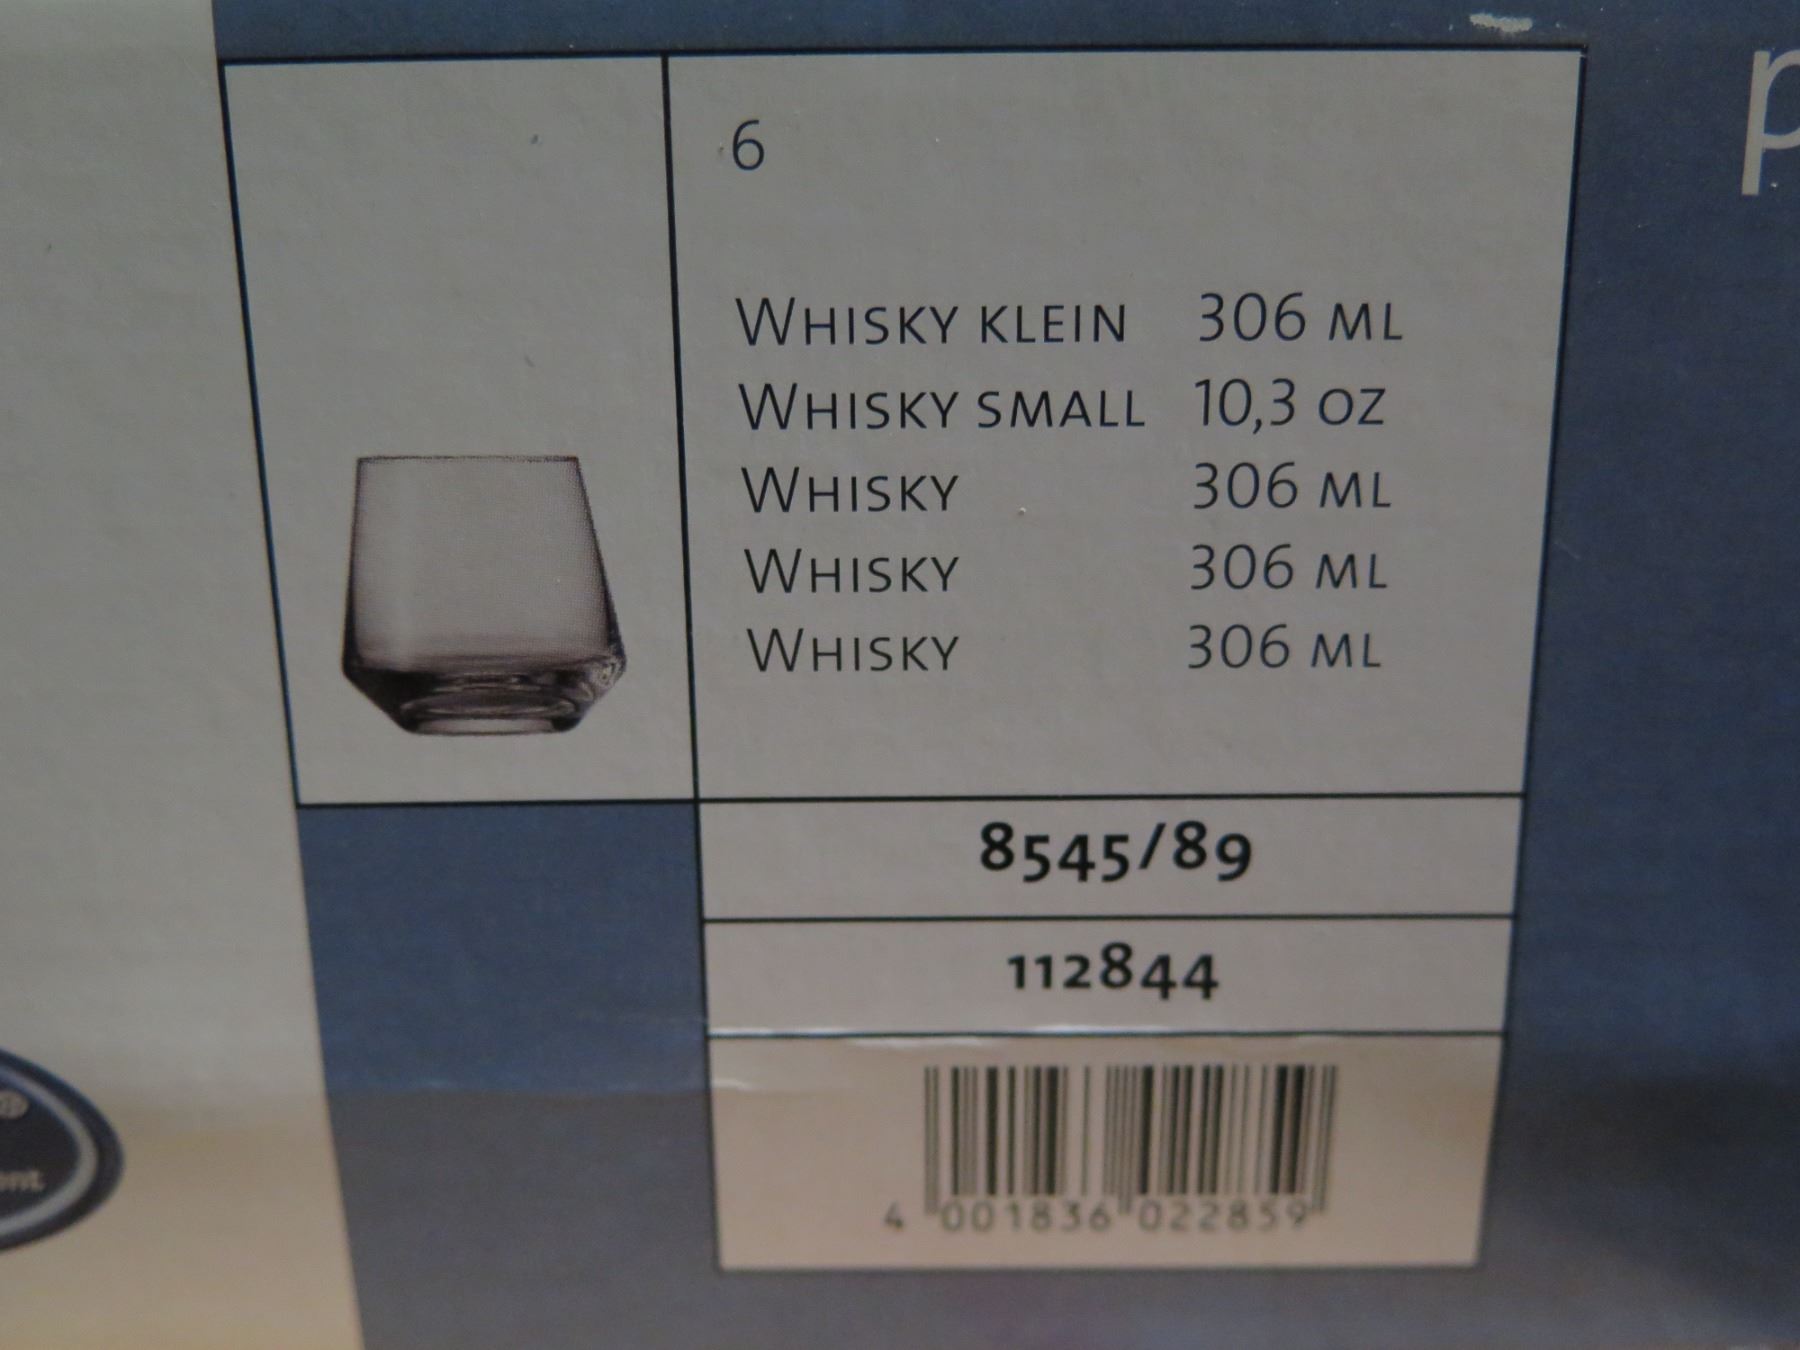 6
WHISKY KLEIN 306 ML
WHISKY SMALL 10,3 OZ
WHISKY 306 ML
WHISKY 306 ML
WHISKY 306 ML
8545/89
112844
4 001836 022859